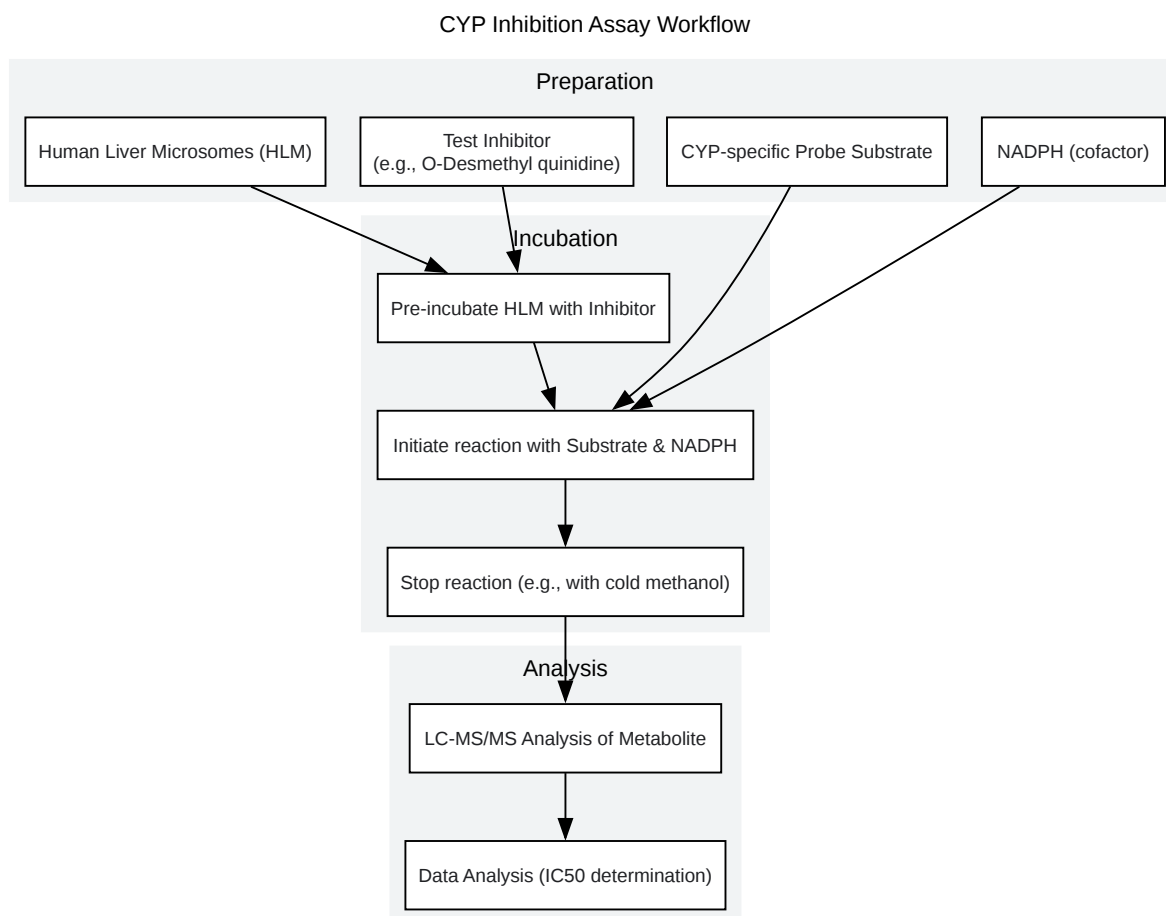 CYP Inhibition Assay Workflow
Preparation
Human Liver Microsomes (HLM)
Test Inhibitor
(e.g., O-Desmethyl quinidine)
CYP-specific Probe Substrate
NADPH (cofactor)
Incubation
Pre-incubate HLM with Inhibitor
Initiate reaction with Substrate & NADPH
Stop reaction (e.g., with cold methanol)
Analysis
LC-MS/MS Analysis of Metabolite
Data Analysis (IC50 determination)